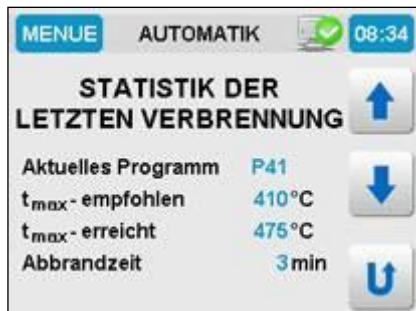 MENUE AUTOMATIK 08:34
STATISTIK DER
LETZTEN VERBRENNUNG
Aktuelles Programm P41
tmax - empfohlen 410°C
tmax - erreicht 475°C
Abbrandzeit 3 min